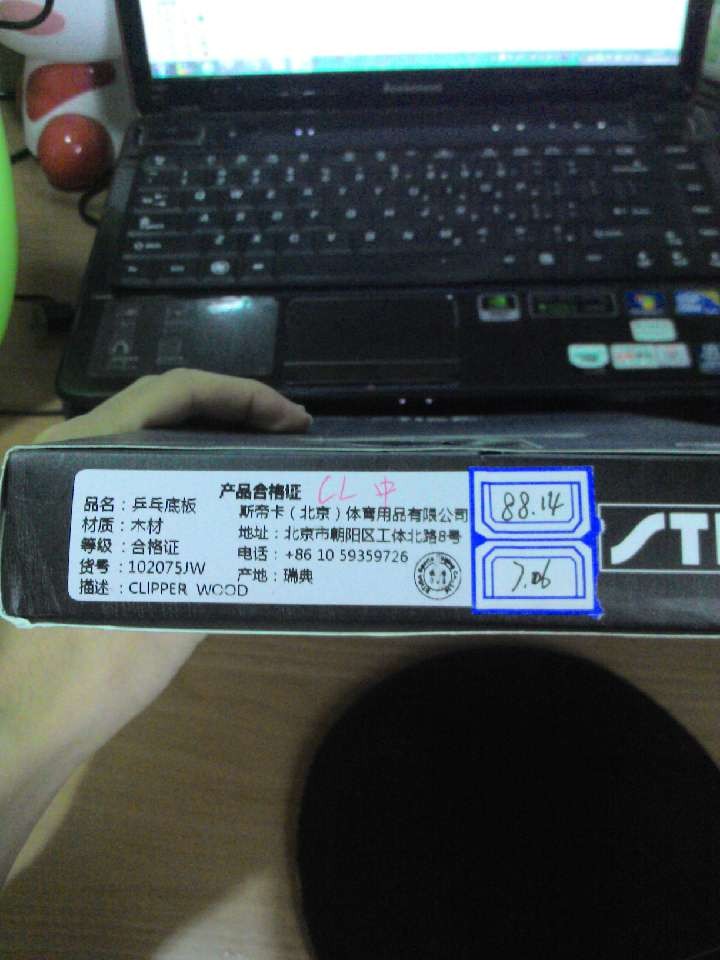 lenovo
产品合格证 CL 中
品名：乒乓底板
材质：木材
等级：合格证
货号：102075JW
描述：CLIPPER WOOD
斯帝卡（北京）体育用品有限公司
地址：北京市朝阳区工体北路8号
电话：+86 10 59359726
产地：瑞典
88.14
7.06
STI